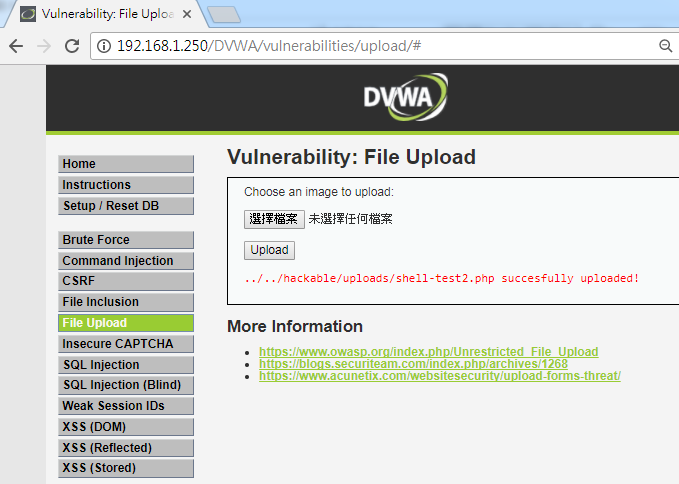 Vulnerability: File Uploa
192.168.1.250/DVWA/vulnerabilities/upload/#
DVWA
Home
Instructions
Setup / Reset DB
Brute Force
Command Injection
CSRF
File Inclusion
File Upload
Insecure CAPTCHA
SQL Injection
SQL Injection (Blind)
Weak Session IDs
XSS (DOM)
XSS (Reflected)
XSS (Stored)
Vulnerability: File Upload
Choose an image to upload:
選擇檔案 未選擇任何檔案
Upload
../../hackable/uploads/shell-test2.php succesfully uploaded!
More Information
https://www.owasp.org/index.php/Unrestricted_File_Upload
https://blogs.securiteam.com/index.php/archives/1268
https://www.acunetix.com/websitesecurity/upload-forms-threat/